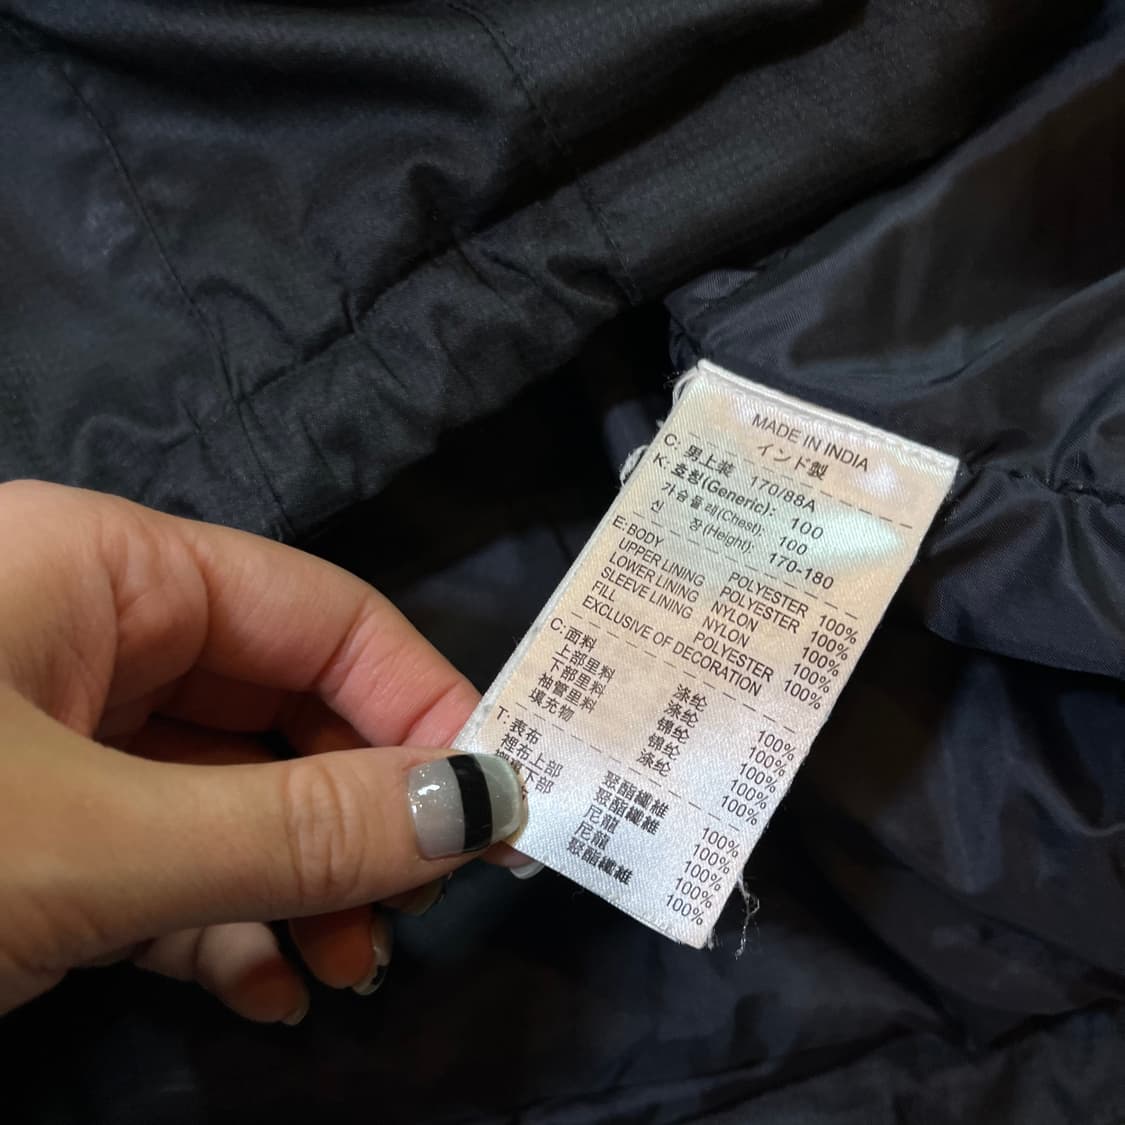 MADE IN INDIA
インド製
C: 男上装 170/88A
K: 호칭(Generic): 100
가슴둘레(Chest): 100
신 장(Height): 170-180
E: BODY POLYESTER 100%
UPPER LINING POLYESTER 100%
LOWER LINING NYLON 100%
SLEEVE LINING NYLON 100%
FILL POLYESTER 100%
EXCLUSIVE OF DECORATION
C: 面料 涤纶 100%
上部里料 涤纶 100%
下部里料 锦纶 100%
袖管里料 锦纶 100%
填充物 涤纶 100%
T: 表布 聚酯纖維 100%
裡布上部 聚酯纖維 100%
下部 尼龍 100%
尼龍 100%
聚酯纖維 100%